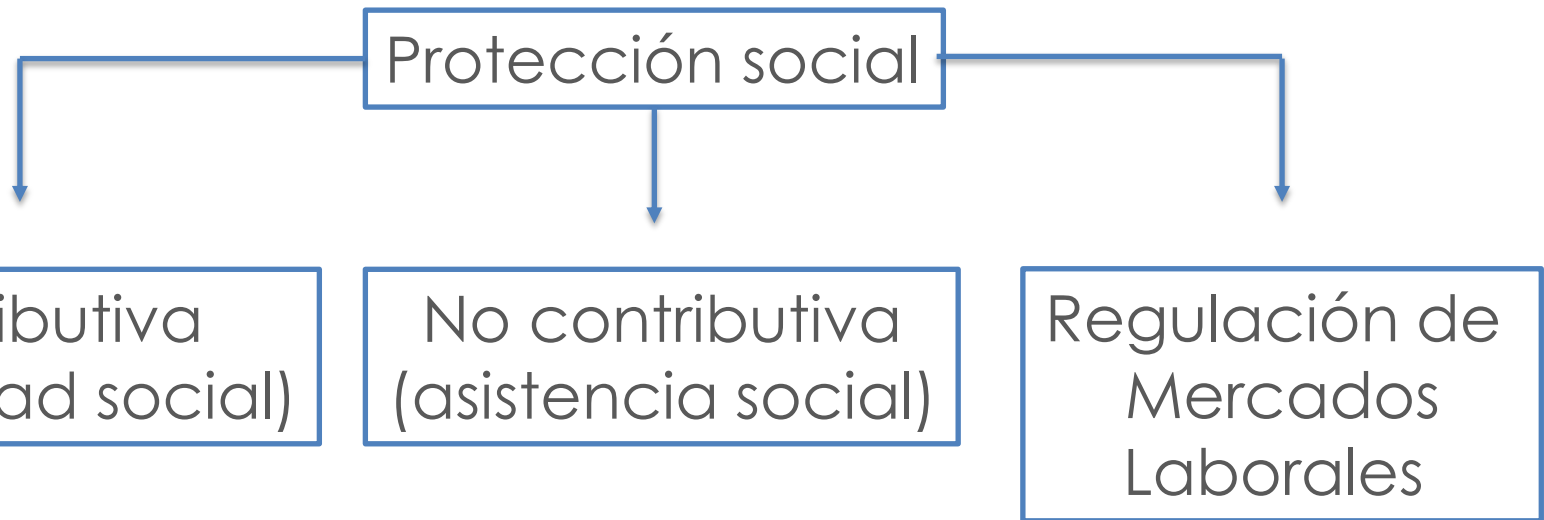 Protección social
ibutiva
ad social)
No contributiva
(asistencia social)
Regulación de
Mercados
Laborales